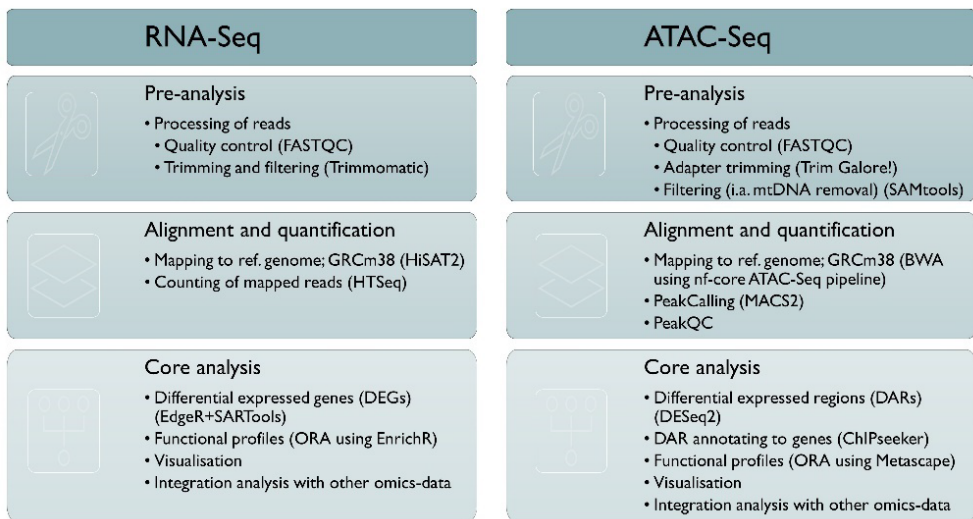 RNA-Seq
Pre-analysis
• Processing of reads
• Quality control (FASTQC)
• Trimming and filtering (Trimmomatic)
Alignment and quantification
• Mapping to ref. genome; GRCm38 (HiSAT2)
• Counting of mapped reads (HTSeq)
Core analysis
• Differential expressed genes (DEGs)
(EdgeR+SARTools)
• Functional profiles (ORA using EnrichR)
• Visualisation
• Integration analysis with other omics-data
ATAC-Seq
Pre-analysis
• Processing of reads
• Quality control (FASTQC)
• Adapter trimming (Trim Galore!)
• Filtering (i.a. mtDNA removal) (SAMtools)
Alignment and quantification
• Mapping to ref. genome; GRCm38 (BWA
using nf-core ATAC-Seq pipeline)
• PeakCalling (MACS2)
• PeakQC
Core analysis
• Differential expressed regions (DARs)
(DESeq2)
• DAR annotating to genes (ChIPseeker)
• Functional profiles (ORA using Metascape)
• Visualisation
• Integration analysis with other omics-data